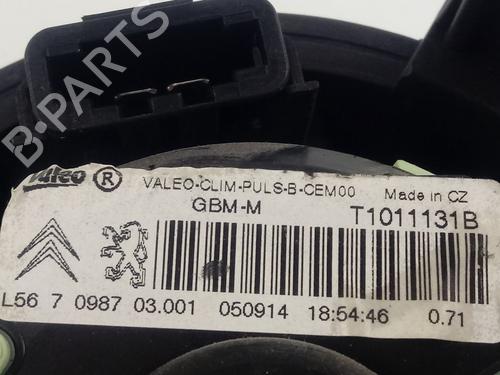 B-PARTS
Valeo ®
VALEO-CLIM-PULS-B-CEM00
Made in CZ
GBM-M
T1011131B
L56 7 0987 03.001 050914 18:54:46 0.71